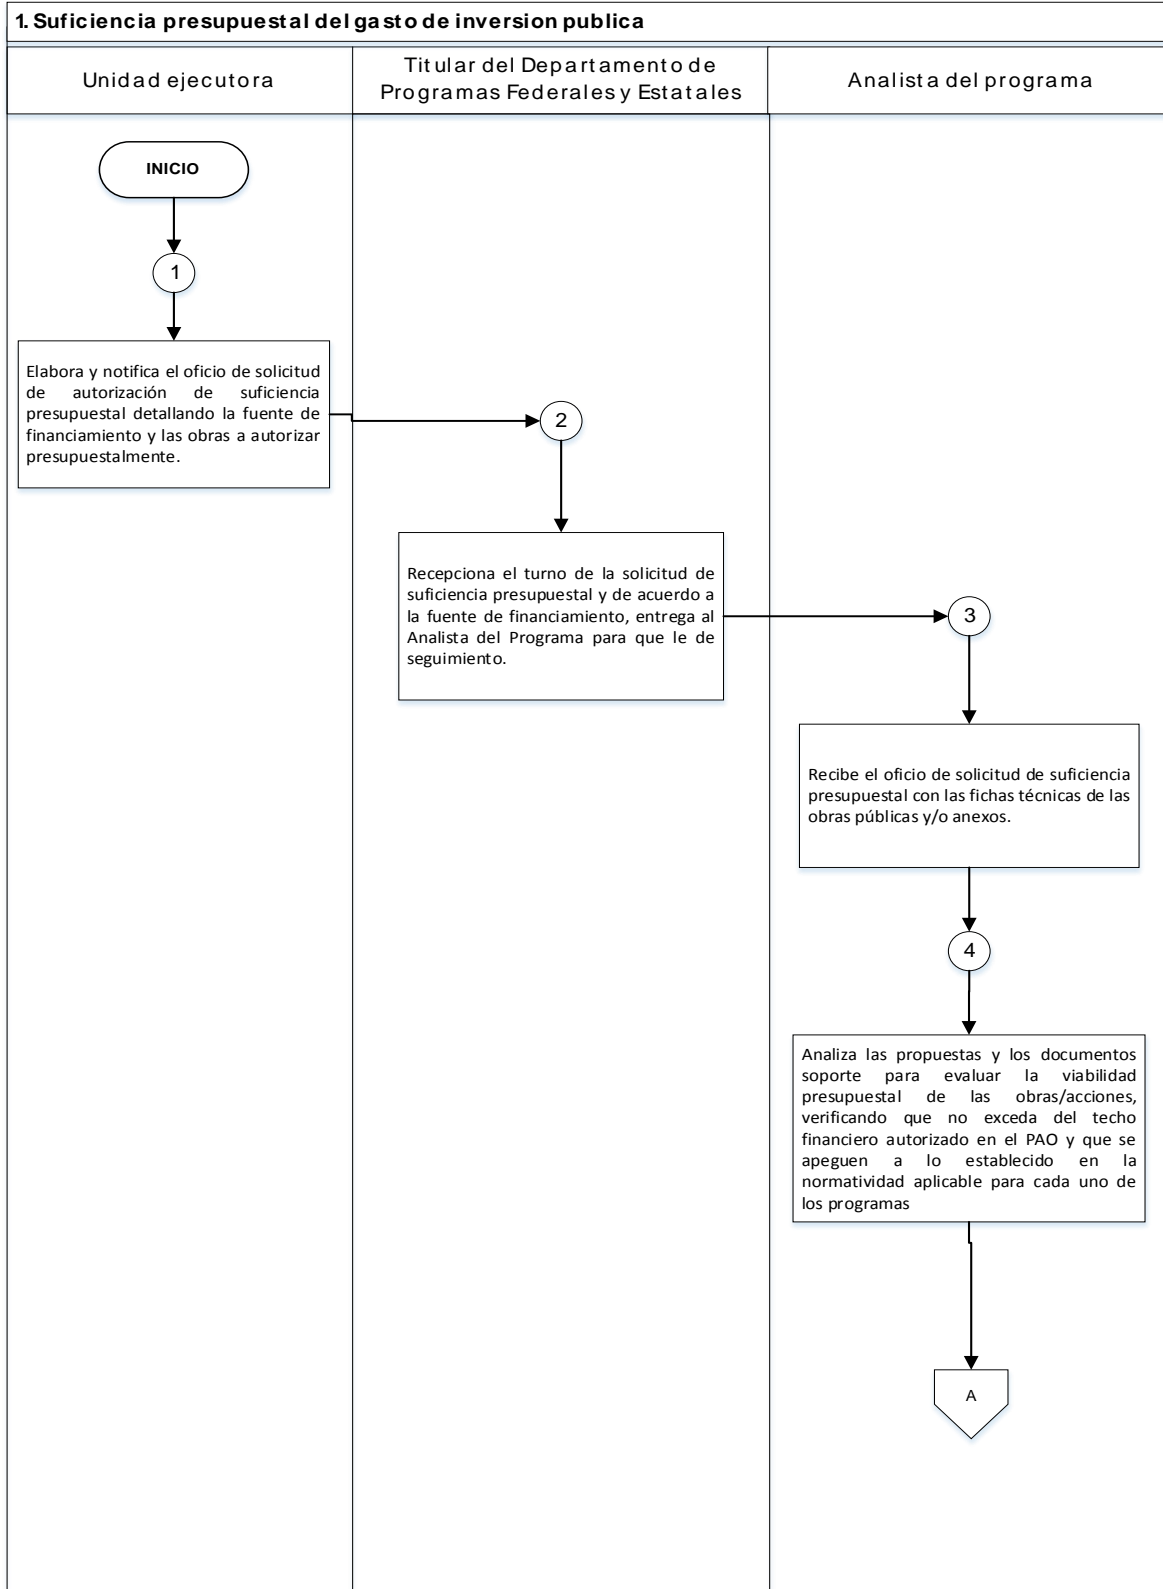 1. Suficiencia presupuestal del gasto de inversion publica
Unidad ejecutora
Titular del Departamento de
Programas Federales y Estatales
Analista del programa
INICIO
1
Elabora y notifica el oficio de solicitud
de autorización de suficiencia
presupuestal detallando la fuente de
financiamiento y las obras a autorizar
presupuestalmente.
2
Recepciona el turno de la solicitud de
suficiencia presupuestal y de acuerdo a
la fuente de financiamiento, entrega al
Analista del Programa para que le de
seguimiento.
3
Recibe el oficio de solicitud de suficiencia
presupuestal con las fichas técnicas de las
obras públicas y/o anexos.
4
Analiza las propuestas y los documentos
soporte para evaluar la viabilidad
presupuestal de las obras/acciones,
verificando que no exceda del techo
financiero autorizado en el PAO y que se
apeguen a lo establecido en la
normatividad aplicable para cada uno de
los programas
A